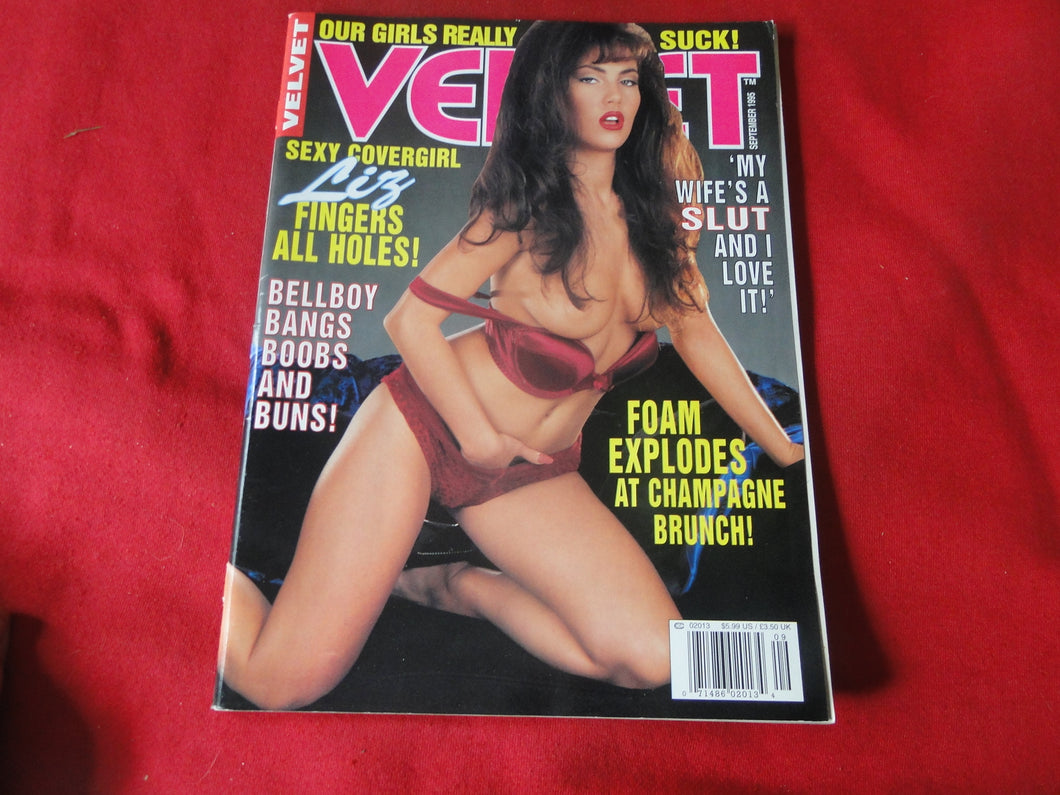 VELVET
OUR GIRLS REALLY SUCK!
VELVET™
SEPTEMBER 1995
SEXY COVERGIRL
Liz
FINGERS
ALL HOLES!
'MY
WIFE'S A
SLUT
AND I
LOVE
IT!'
BELLBOY
BANGS
BOOBS
AND
BUNS!
FOAM
EXPLODES
AT CHAMPAGNE
BRUNCH!
02013 $5.99 US / £3.50 UK
09
0 71486 02013 4